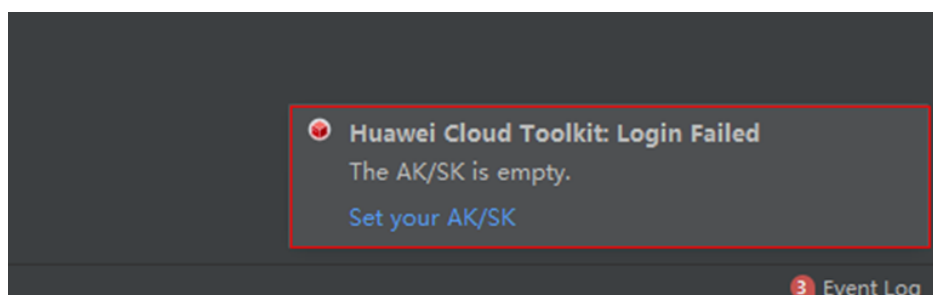 Huawei Cloud Toolkit: Login Failed
The AK/SK is empty.
Set your AK/SK
3 Event Log